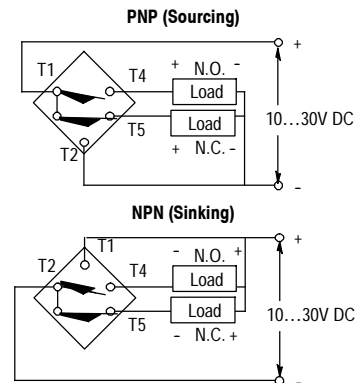 PNP (Sourcing)
+
T1
T4
+ N.O. -
Load
10…30V DC
Load
T5
T2
+ N.C. -
-
NPN (Sinking)
+
T1
T2
T4
- N.O. +
Load
10…30V DC
Load
T5
- N.C. +
-